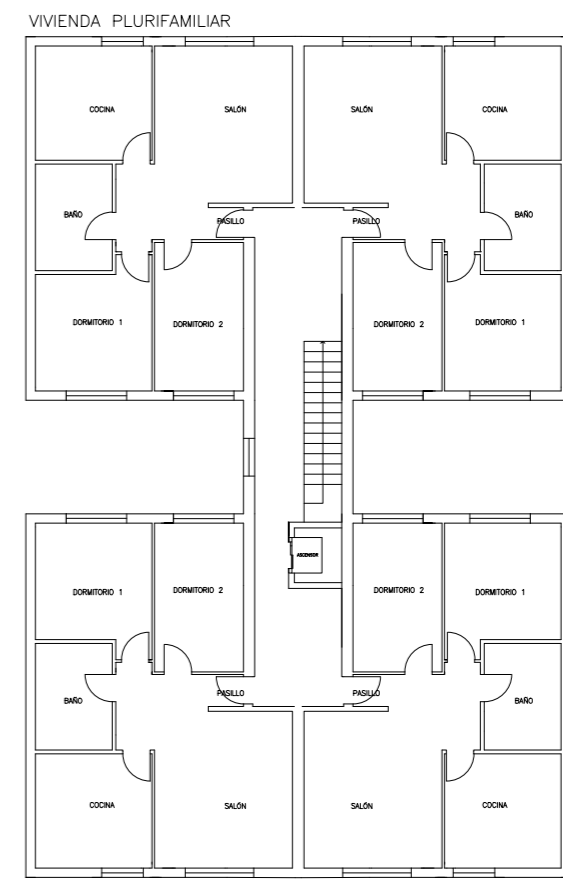 VIVIENDA PLURIFAMILIAR
COCINA SALÓN SALÓN COCINA
BAÑO PASILLO PASILLO BAÑO
DORMITORIO 1 DORMITORIO 2 DORMITORIO 2 DORMITORIO 1
ASCENSOR
DORMITORIO 1 DORMITORIO 2 DORMITORIO 2 DORMITORIO 1
BAÑO PASILLO PASILLO BAÑO
COCINA SALÓN SALÓN COCINA